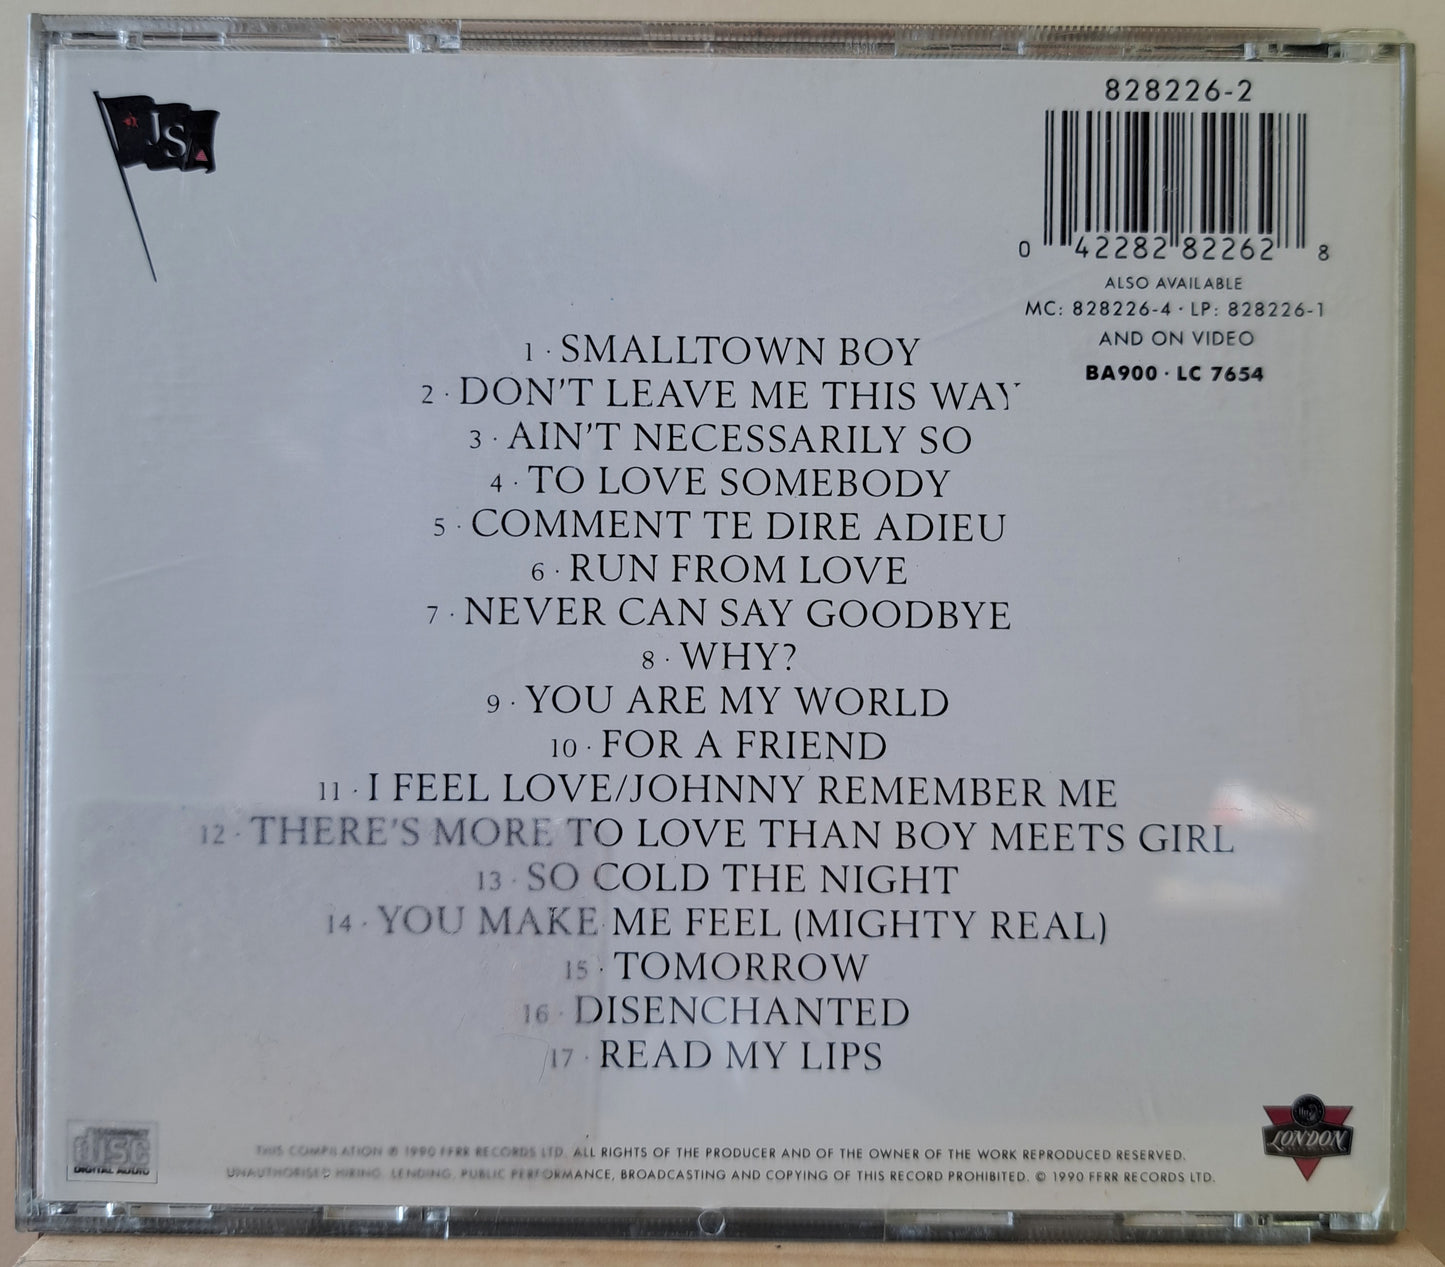 JS
828226-2
0 42282 82262 8
ALSO AVAILABLE
MC: 828226-4 · LP: 828226-1
AND ON VIDEO
BA900 · LC 7654
1 · SMALLTOWN BOY
2 · DON'T LEAVE ME THIS WAY
3 · AIN'T NECESSARILY SO
4 · TO LOVE SOMEBODY
5 · COMMENT TE DIRE ADIEU
6 · RUN FROM LOVE
7 · NEVER CAN SAY GOODBYE
8 · WHY?
9 · YOU ARE MY WORLD
10 · FOR A FRIEND
11 · I FEEL LOVE/JOHNNY REMEMBER ME
12 · THERE'S MORE TO LOVE THAN BOY MEETS GIRL
13 · SO COLD THE NIGHT
14 · YOU MAKE ME FEEL (MIGHTY REAL)
15 · TOMORROW
16 · DISENCHANTED
17 · READ MY LIPS
COMPACT
disc
DIGITAL AUDIO
LONDON
THIS COMPILATION ℗ 1990 FFRR RECORDS LTD. ALL RIGHTS OF THE PRODUCER AND OF THE OWNER OF THE WORK REPRODUCED RESERVED.
UNAUTHORISED HIRING, LENDING, PUBLIC PERFORMANCE, BROADCASTING AND COPYING OF THIS RECORD PROHIBITED. © 1990 FFRR RECORDS LTD.